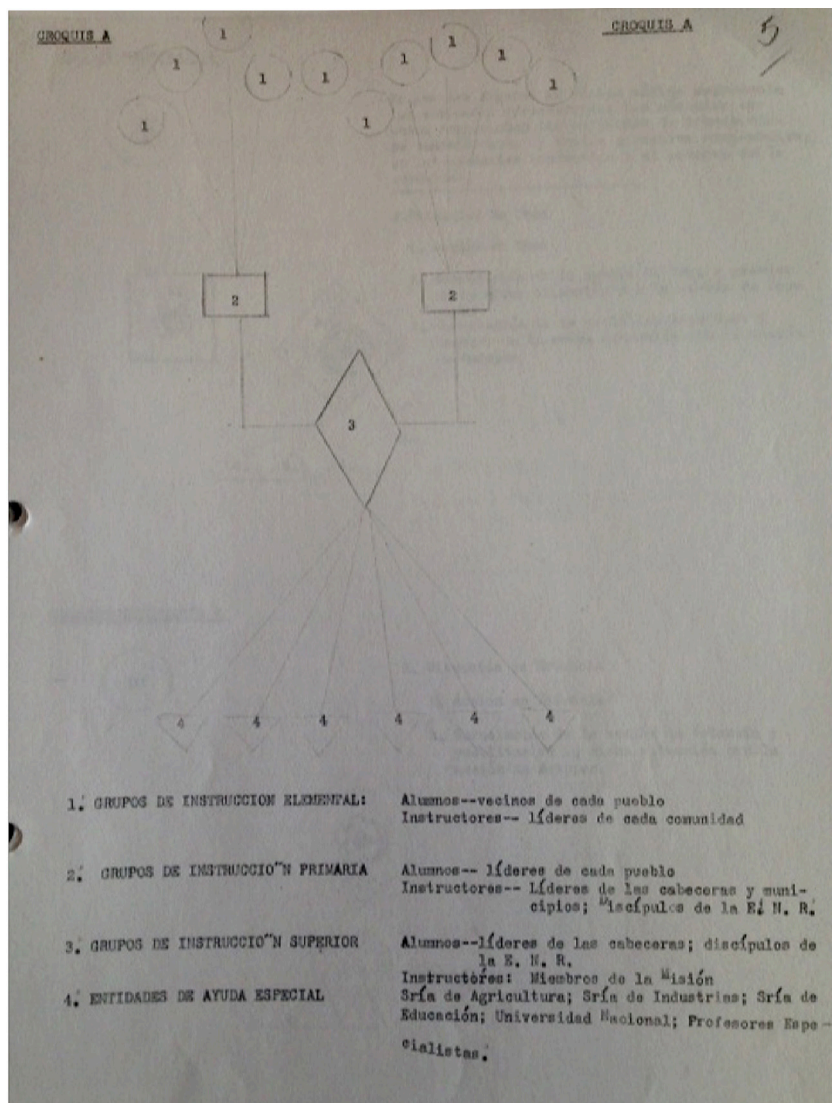 CROQUIS A
CROQUIS A 5
1
1
1
1
1
1
1
1
1
1
1
2
2
3
4 4 4 4 4 4
1. GRUPOS DE INSTRUCCION ELEMENTAL: Alumnos--vecinos de cada pueblo
Instructores-- líderes de cada comunidad
2. GRUPOS DE INSTRUCCIO"N PRIMARIA Alumnos-- líderes de cada pueblo
Instructores-- Líderes de las cabeceras y muni-
cipios; Discípulos de la E. N. R.
3. GRUPOS DE INSTRUCCIO"N SUPERIOR Alumnos--líderes de las cabeceras; discípulos de
la E. N. R.
Instructóres: Miembros de la Misión
4. ENTIDADES DE AYUDA ESPECIAL Sría de Agricultura; Sría de Industrias; Sría de
Educación; Universidad Nacional; Profesores Espe-
cialistas.